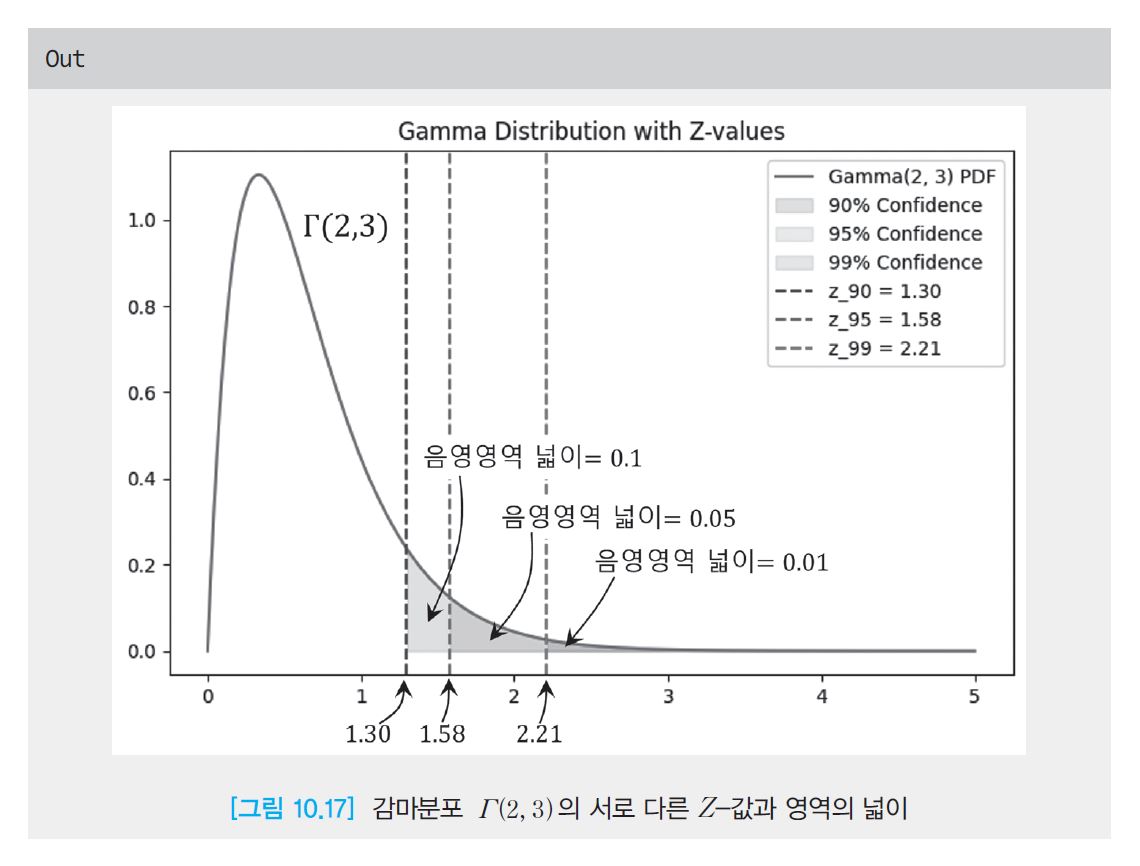 Out
Gamma Distribution with Z-values
Gamma(2, 3) PDF
90% Confidence
95% Confidence
99% Confidence
z_90 = 1.30
z_95 = 1.58
z_99 = 2.21
Γ(2,3)
1.0
0.8
0.6
0.4
0.2
0.0
음영영역 넓이= 0.1
음영영역 넓이= 0.05
음영영역 넓이= 0.01
0 1 2 3 4 5
1.30 1.58 2.21
[그림 10.17] 감마분포 Γ(2, 3)의 서로 다른 Z-값과 영역의 넓이